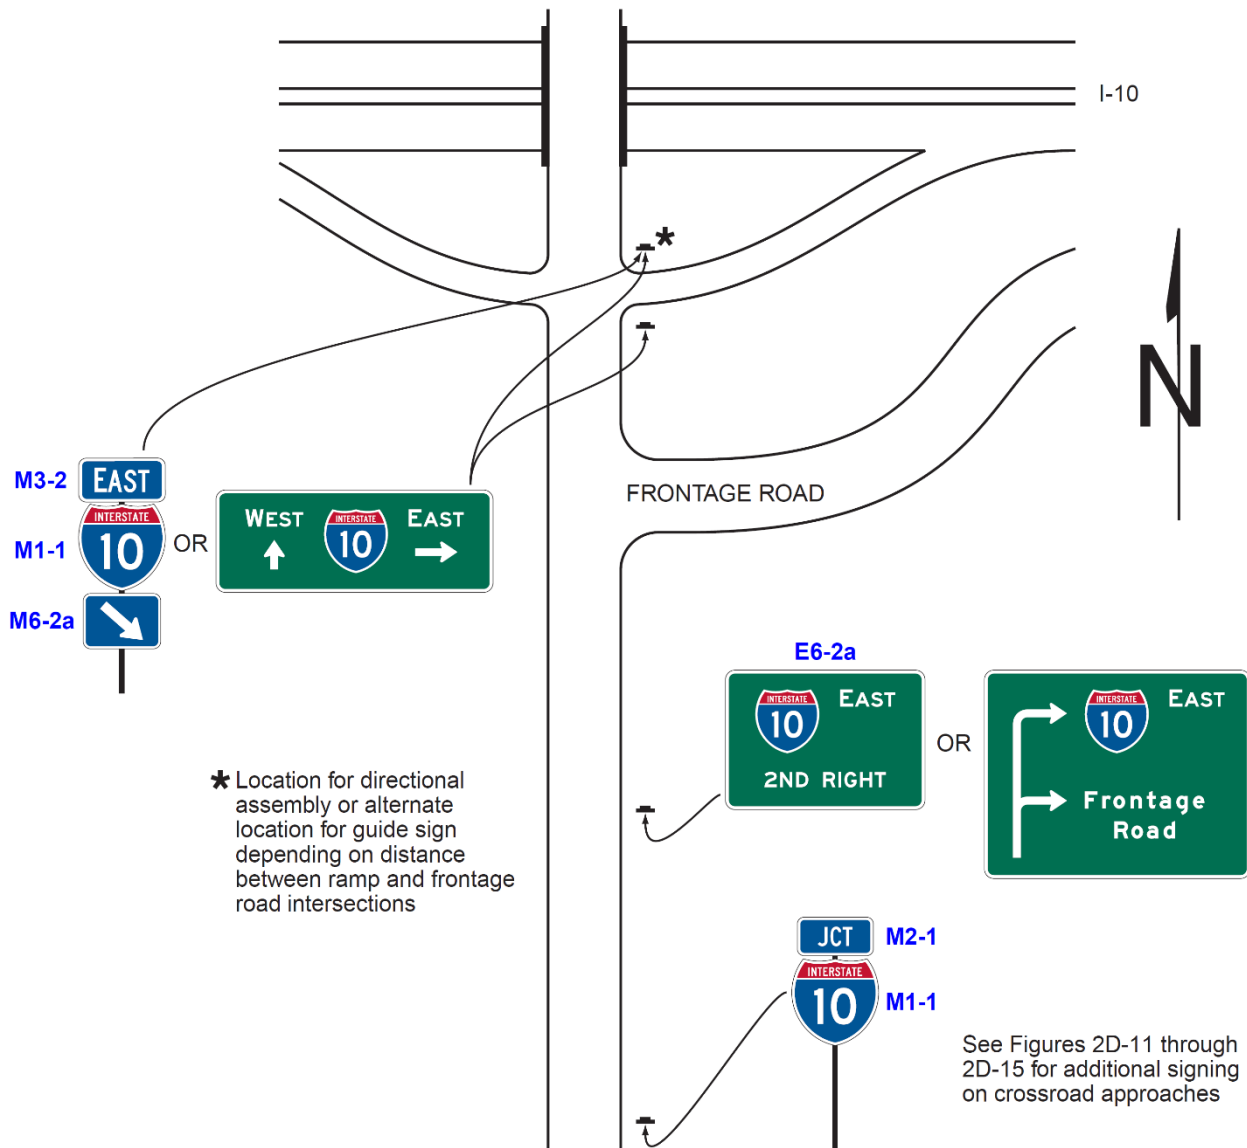 I-10
*
N
M3-2
EAST
M1-1
INTERSTATE
10
M6-2a
OR
WEST
INTERSTATE
10
EAST
FRONTAGE ROAD
E6-2a
INTERSTATE
10
EAST
2ND RIGHT
OR
INTERSTATE
10
EAST
Frontage
Road
* Location for directional
assembly or alternate
location for guide sign
depending on distance
between ramp and frontage
road intersections
JCT
M2-1
INTERSTATE
10
M1-1
See Figures 2D-11 through
2D-15 for additional signing
on crossroad approaches